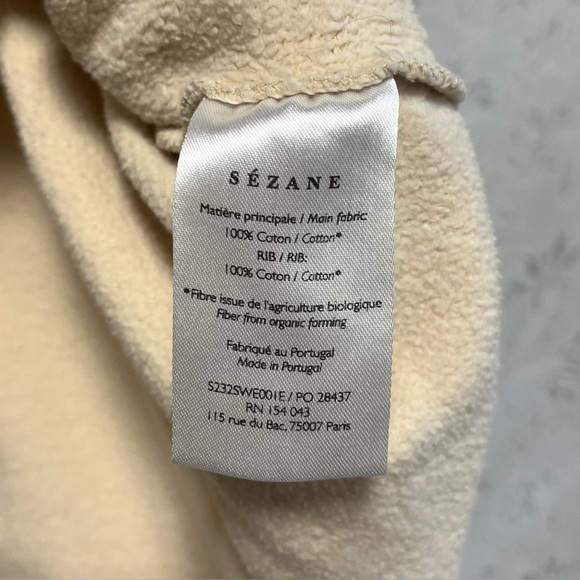 SÉZANE
Matière principale / Main fabric:
100% Coton / Cotton*
RIB / RIB:
100% Coton / Cotton*
*Fibre issue de l'agriculture biologique
Fiber from organic farming
Fabriqué au Portugal
Made in Portugal
S232SWE001E / PO 28437
RN 154 043
115 rue du Bac, 75007 Paris